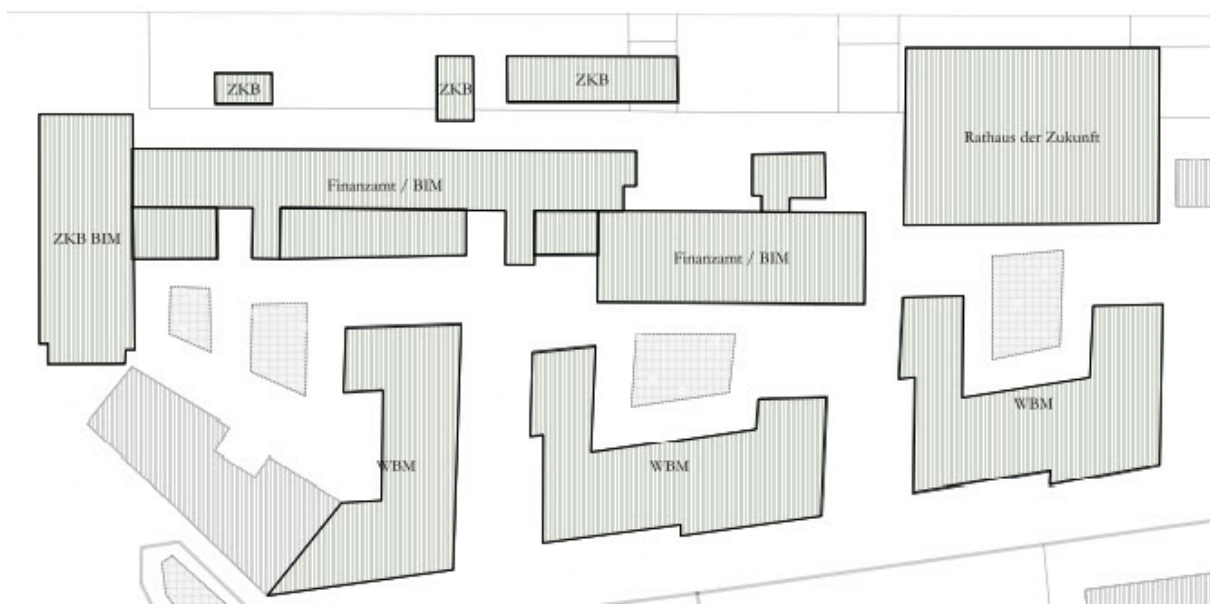 ZKB
ZKB
ZKB
Rathaus der Zukunft
Finanzamt / BIM
ZKB BIM
Finanzamt / BIM
WBM
WBM
WBM